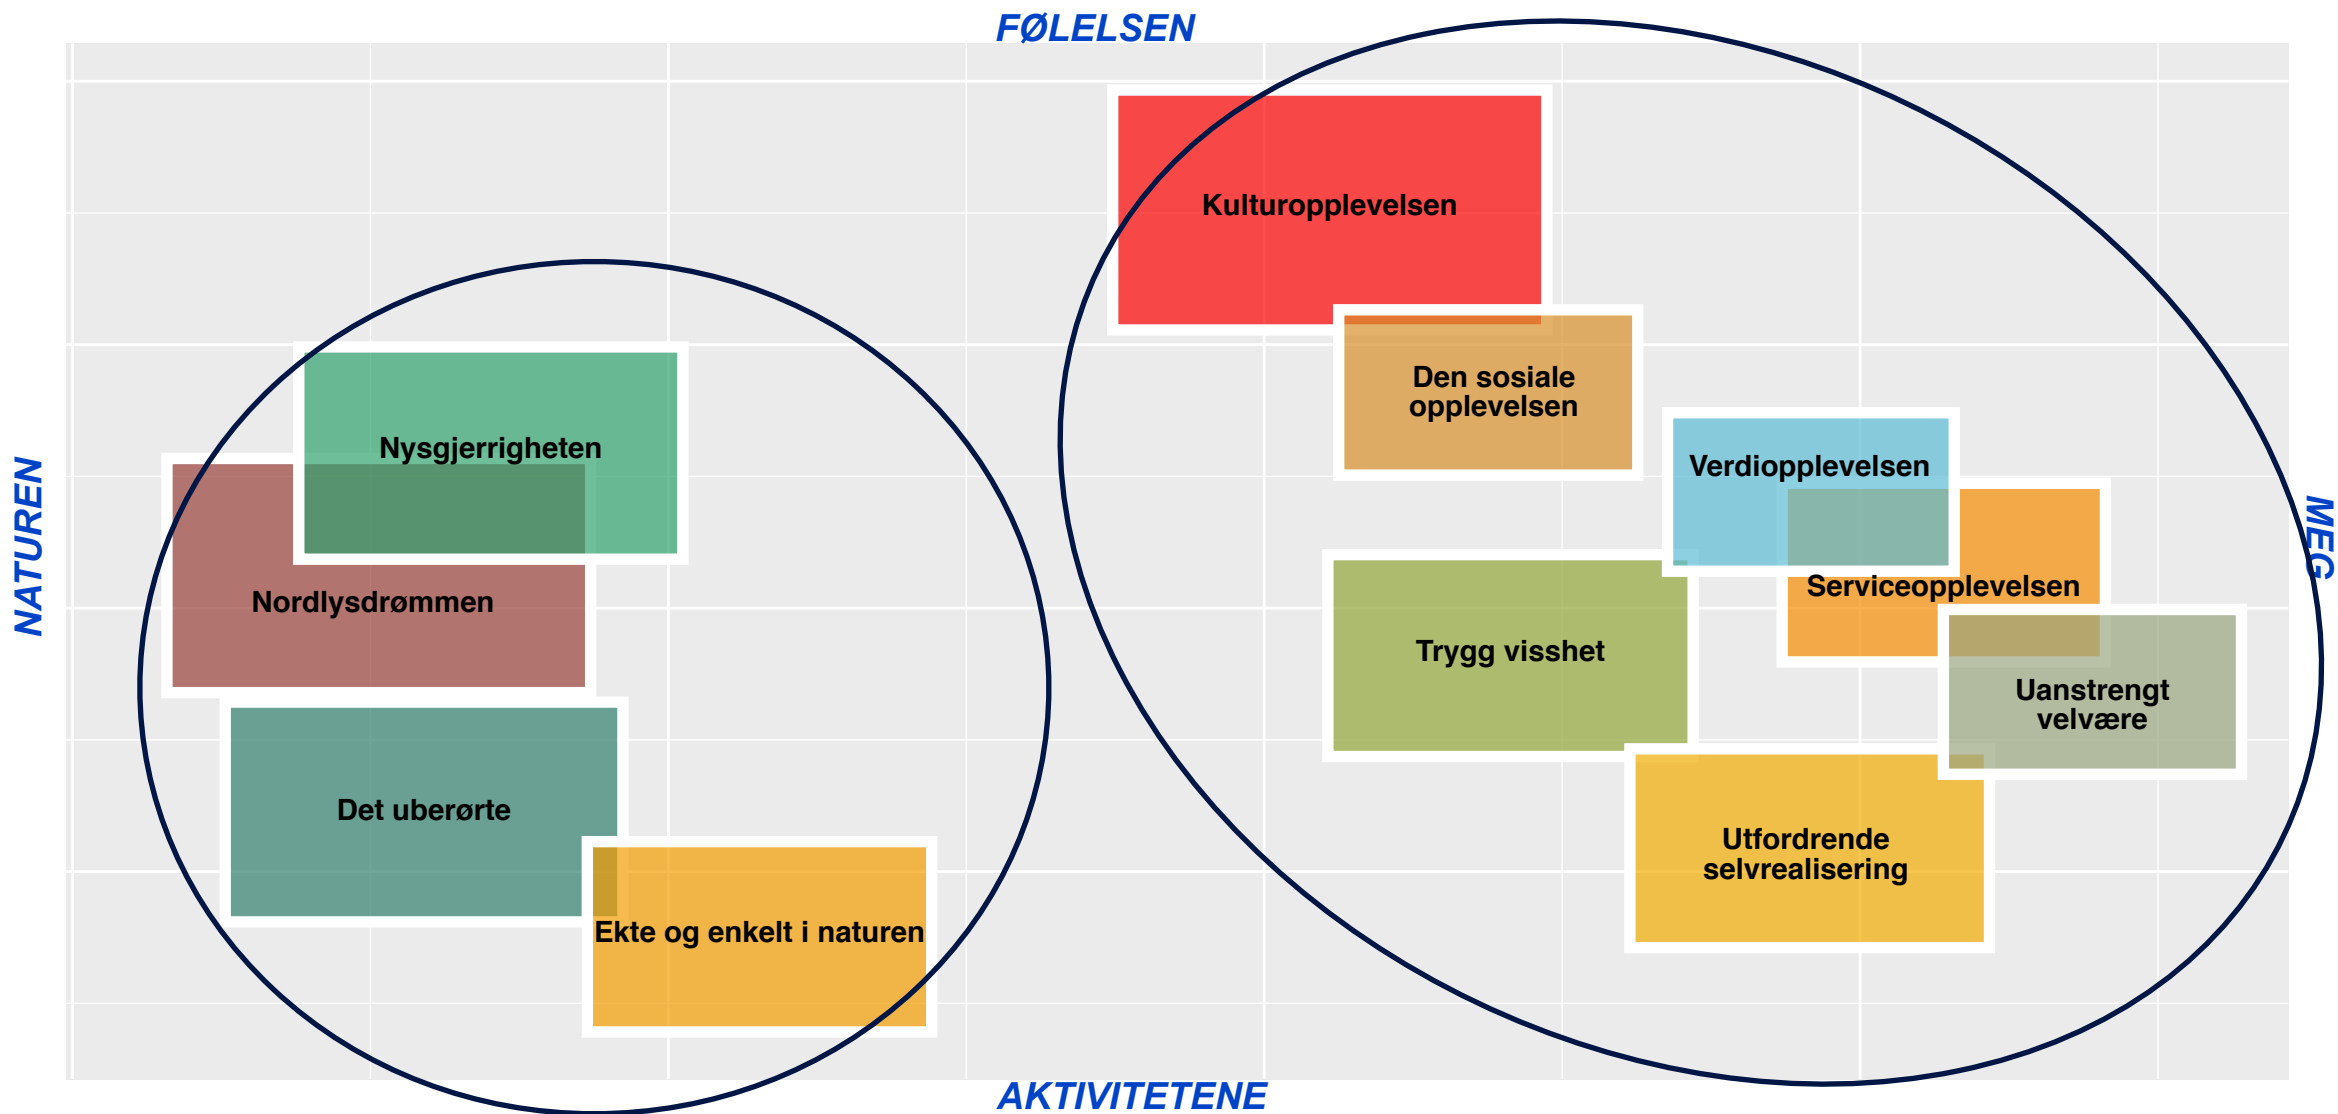 FØLELSEN
Kulturopplevelsen
Den sosiale
opplevelsen
Nysgjerrigheten
Verdiopplevelsen
NATUREN
MEG
Serviceopplevelsen
Nordlysdrømmen
Trygg visshet
Uanstrengt
velvære
Det uberørte
Utfordrende
selvrealisering
Ekte og enkelt i naturen
AKTIVITETENE